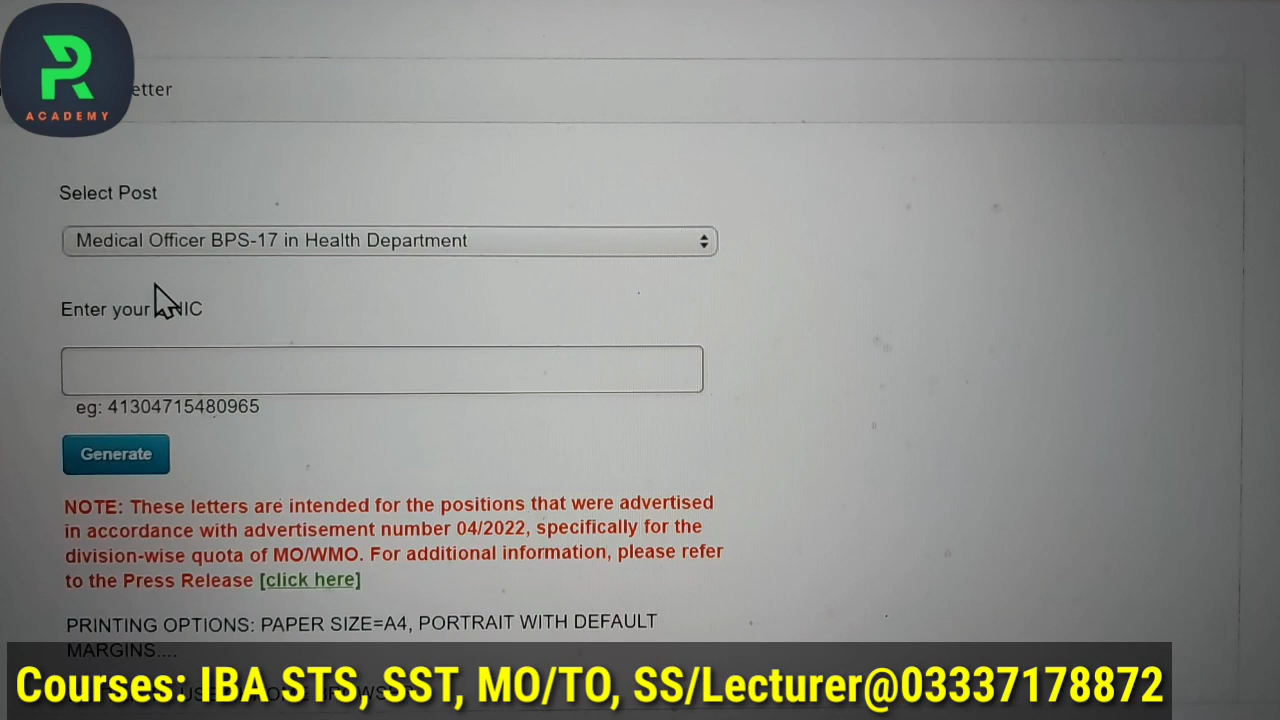 R
ACADEMY
etter
Select Post
Medical Officer BPS-17 in Health Department
Enter your NIC
eg: 41304715480965
Generate
NOTE: These letters are intended for the positions that were advertised
in accordance with advertisement number 04/2022, specifically for the
division-wise quota of MO/WMO. For additional information, please refer
to the Press Release [click here]
PRINTING OPTIONS: PAPER SIZE=A4, PORTRAIT WITH DEFAULT
MARGINS....
Courses: IBA STS, SST, MO/TO, SS/Lecturer@03337178872